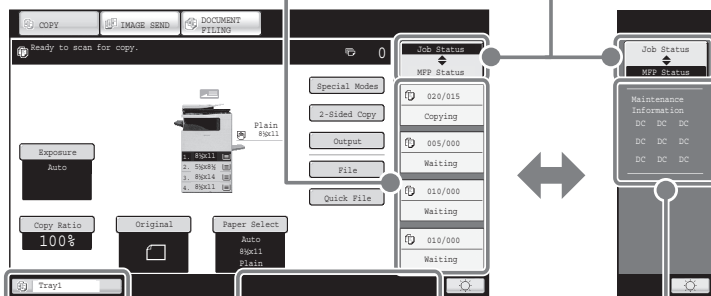 COPY
IMAGE SEND
DOCUMENT
FILING
Ready to scan for copy.
0
Job Status
MFP Status
Special Modes
2-Sided Copy
Output
File
Quick File
Plain
8½x11
1. 8½x11
2. 5½x8½
3. 8½x14
4. 8½x11
Exposure
Auto
Copy Ratio
100%
Original
Paper Select
Auto
8½x11
Plain
Tray1
020/015
Copying
005/000
Waiting
010/000
Waiting
010/000
Waiting
Job Status
MFP Status
Maintenance
Information
DC DC DC
DC DC DC
DC DC DC